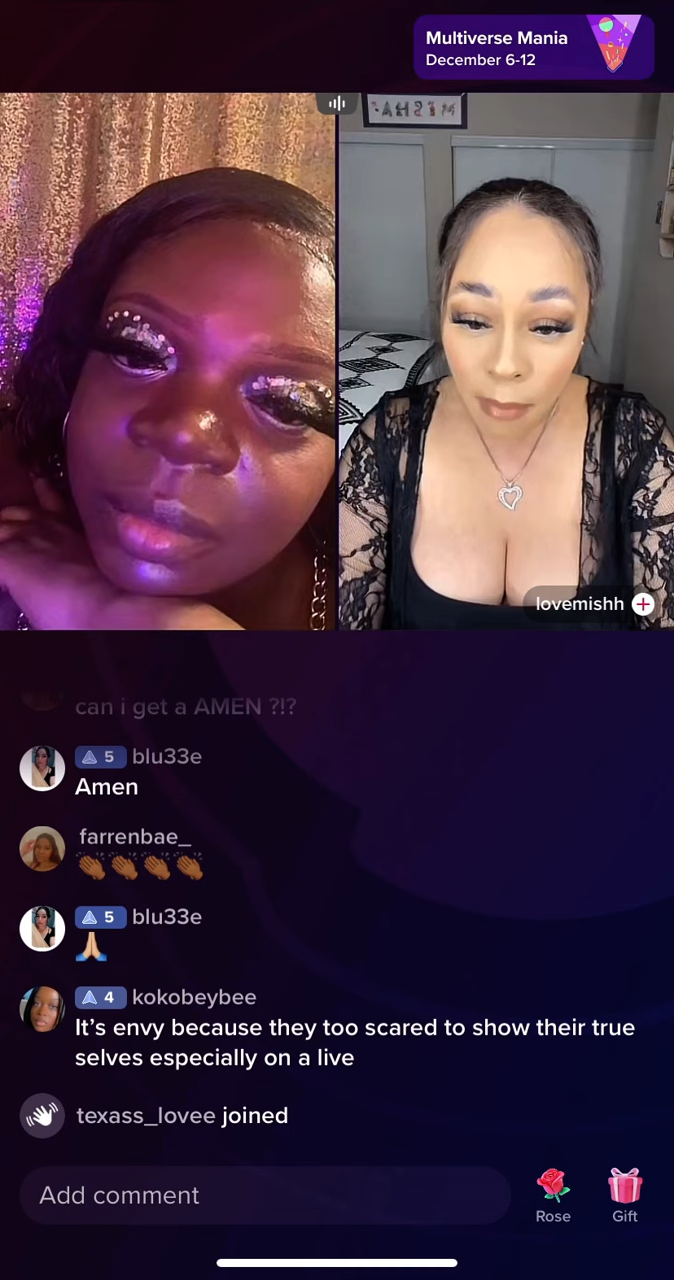 Multiverse Mania
December 6-12
lovemishh
can i get a AMEN ?!?
5 blu33e
Amen
farrenbae_
👏🏽👏🏽👏🏽👏🏽
5 blu33e
🙏🏼
4 kokobeybee
It's envy because they too scared to show their true
selves especially on a live
texass_lovee joined
Add comment
Rose
Gift